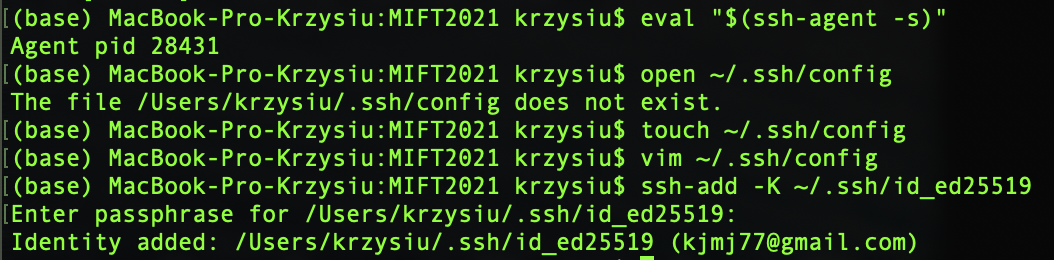 [(base) MacBook-Pro-Krzysiu:MIFT2021 krzysiu$ eval "$(ssh-agent -s)"
Agent pid 28431
[(base) MacBook-Pro-Krzysiu:MIFT2021 krzysiu$ open ~/.ssh/config
The file /Users/krzysiu/.ssh/config does not exist.
[(base) MacBook-Pro-Krzysiu:MIFT2021 krzysiu$ touch ~/.ssh/config
[(base) MacBook-Pro-Krzysiu:MIFT2021 krzysiu$ vim ~/.ssh/config
[(base) MacBook-Pro-Krzysiu:MIFT2021 krzysiu$ ssh-add -K ~/.ssh/id_ed25519
[Enter passphrase for /Users/krzysiu/.ssh/id_ed25519:
Identity added: /Users/krzysiu/.ssh/id_ed25519 (kjmj77@gmail.com)